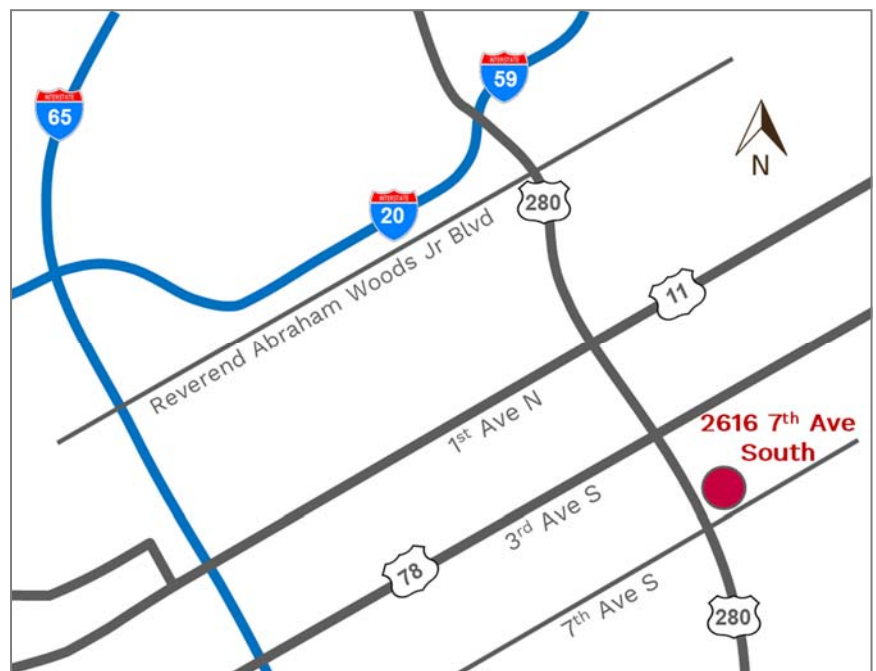 INTERSTATE
59
INTERSTATE
65
N
INTERSTATE
20
280
Reverend Abraham Woods Jr Blvd
11
1st Ave N
2616 7th Ave
South
3rd Ave S
78
7th Ave S
280